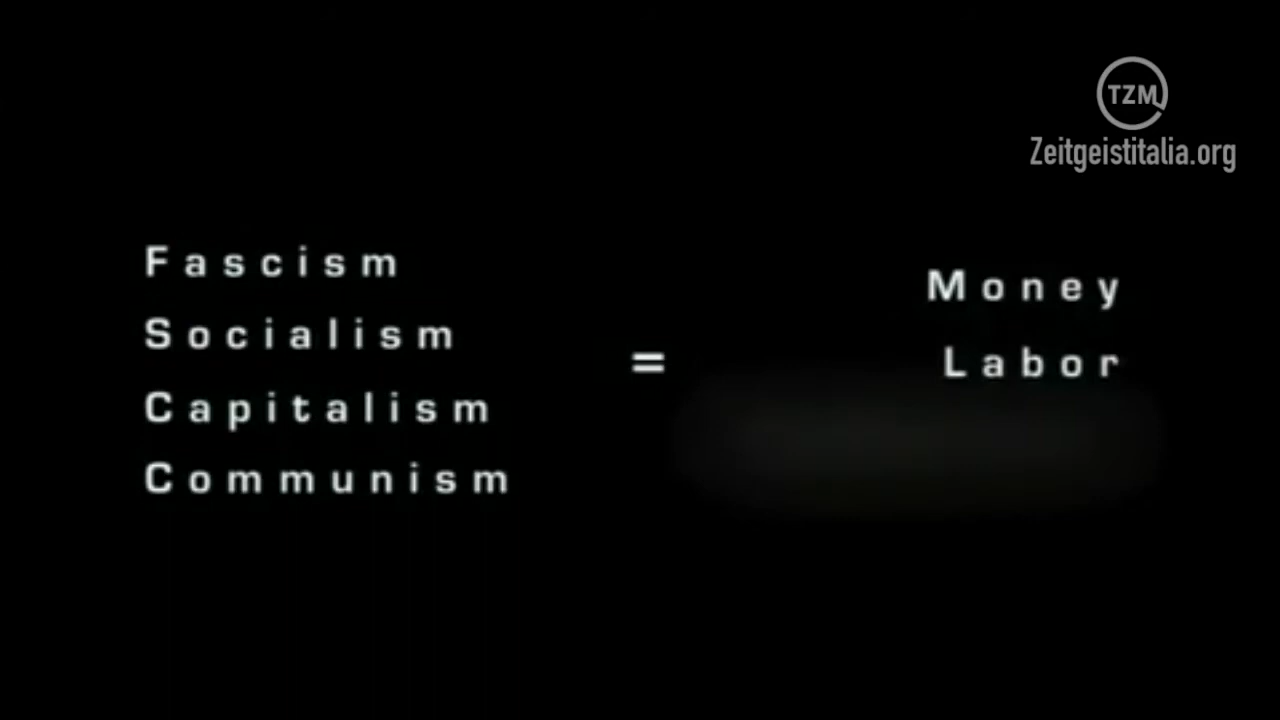 TZM
Zeitgeistitalia.org
Fascism
Socialism
Capitalism
Communism
=
Money
Labor